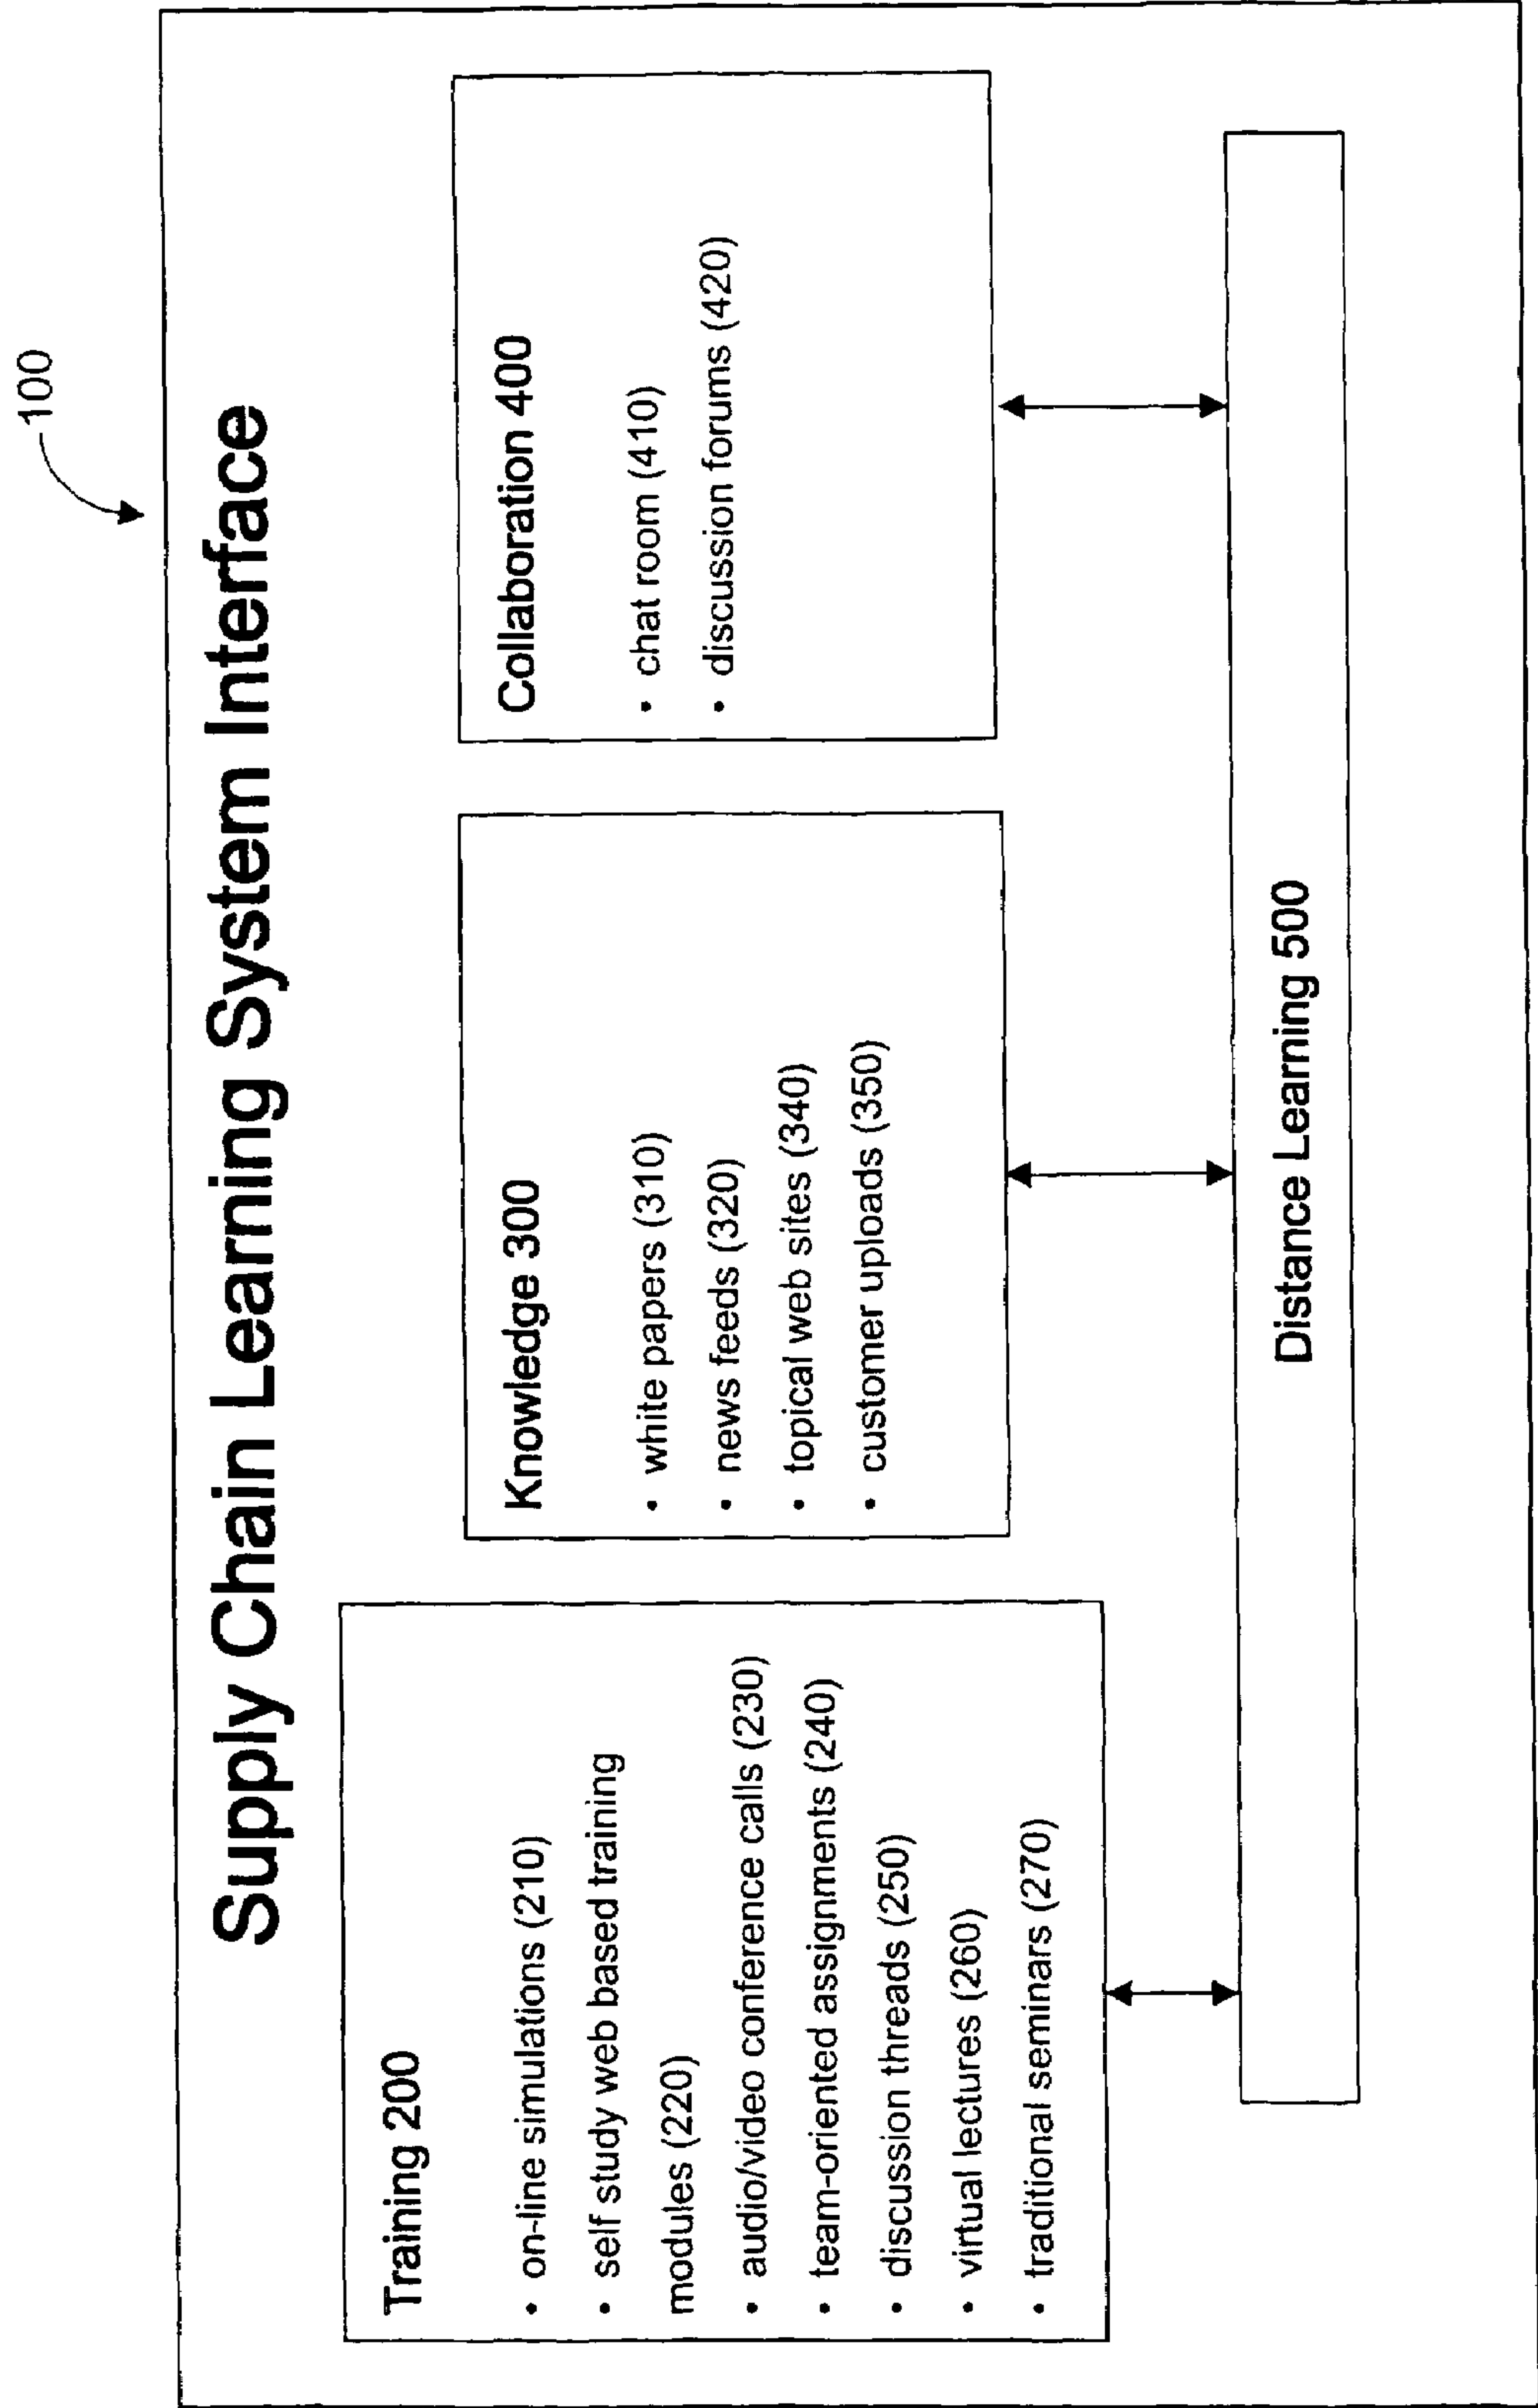 100
Supply Chain Learning System Interface
Training 200
• on-line simulations (210)
• self study web based training
modules (220)
• audio/video conference calls (230)
• team-oriented assignments (240)
• discussion threads (250)
• virtual lectures (260)
• traditional seminars (270)
Knowledge 300
• white papers (310)
• news feeds (320)
• topical web sites (340)
• customer uploads (350)
Collaboration 400
• chat room (410)
• discussion forums (420)
Distance Learning 500